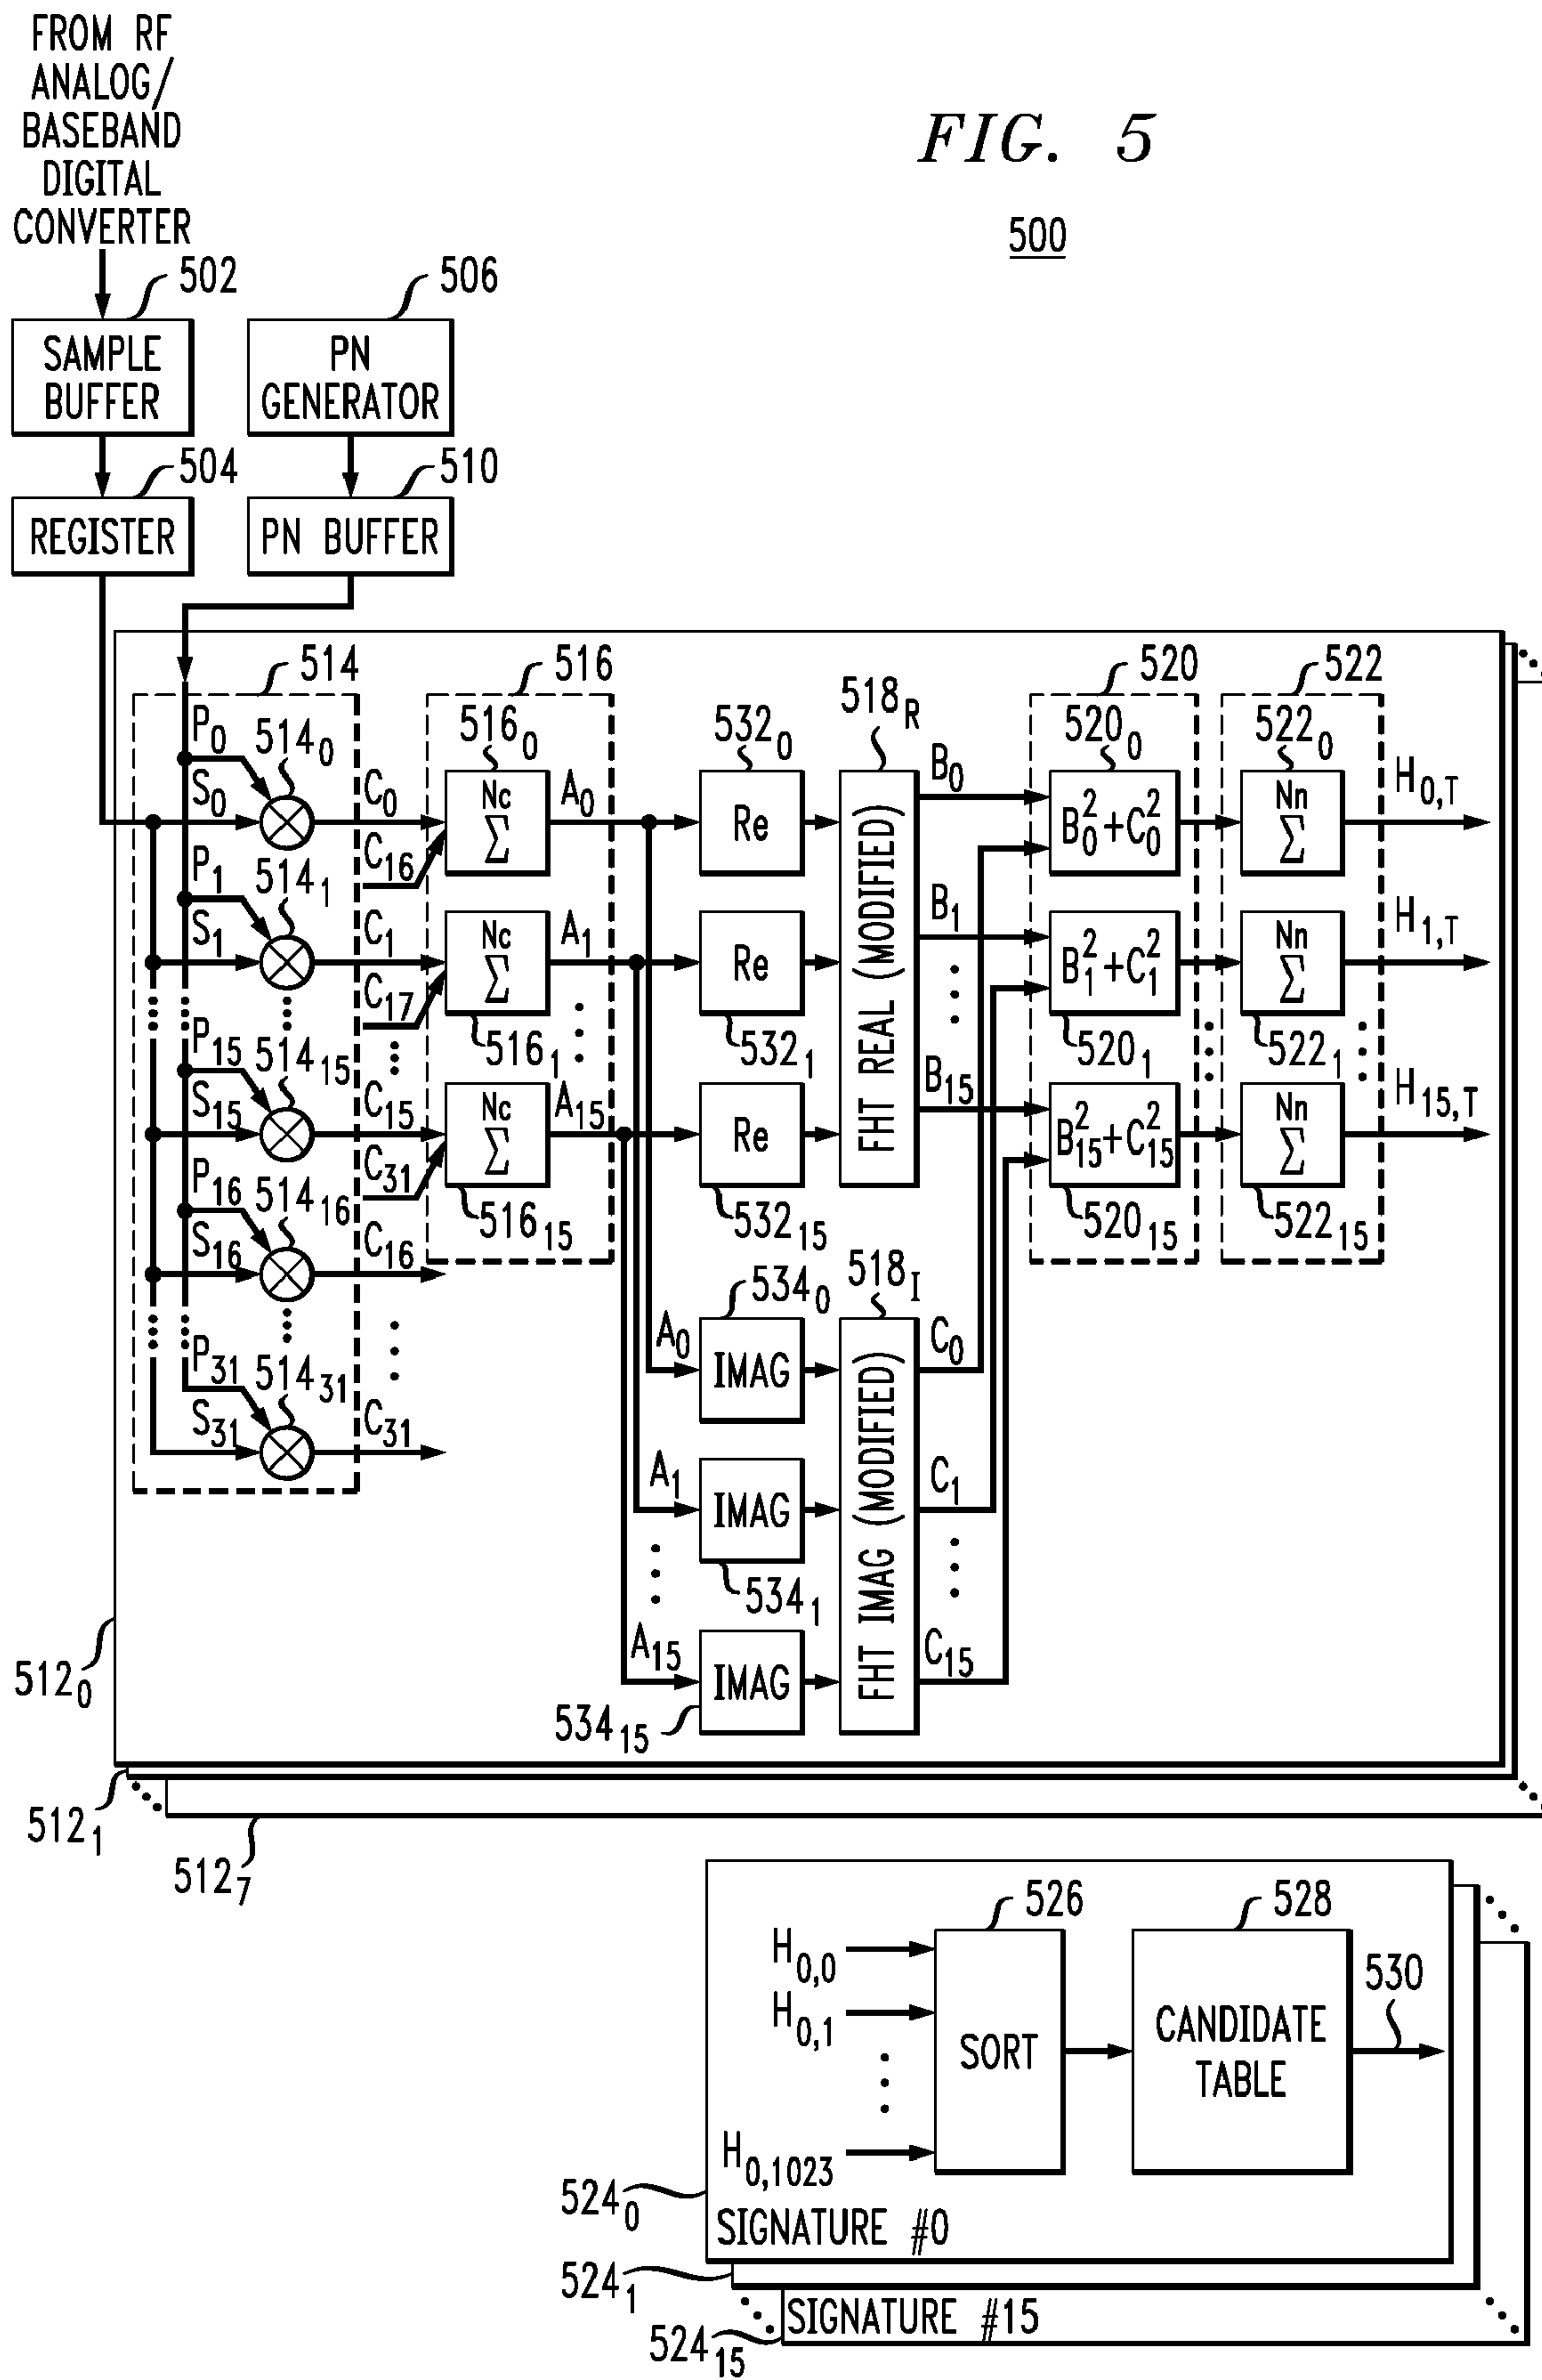 FROM RF
ANALOG/
BASEBAND
DIGITAL
CONVERTER
FIG. 5
500
502
506
SAMPLE
BUFFER
PN
GENERATOR
504
510
REGISTER
PN BUFFER
514
516
520
522
P0
5140
S0
C0
C16
5160
Nc
Σ
A0
5320
Re
518R
FHT REAL (MODIFIED)
B0
5200
B0²+C0²
5220
Nn
Σ
H0,T
P1
5141
S1
C1
C17
Nc
Σ
5161
A1
Re
5321
B1
B1²+C1²
5201
Nn
Σ
5221
H1,T
P15
51415
S15
C15
C31
Nc
Σ
51615
A15
Re
53215
B15
B15²+C15²
52015
Nn
Σ
52215
H15,T
P16
51416
S16
C16
P31
51431
S31
C31
A0
5340
IMAG
518I
FHT IMAG (MODIFIED)
C0
A1
IMAG
5341
C1
A15
IMAG
53415
C15
5120
5121
5127
526
528
H0,0
H0,1
H0,1023
SORT
CANDIDATE
TABLE
530
5240
SIGNATURE #0
5241
SIGNATURE #15
52415